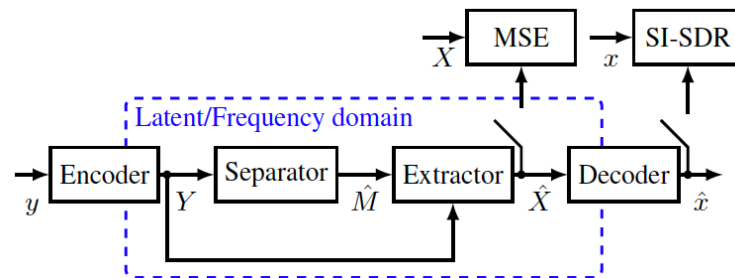 X MSE x SI-SDR
Latent/Frequency domain
Encoder Separator Extractor Decoder
y Y M̂ X̂ x̂